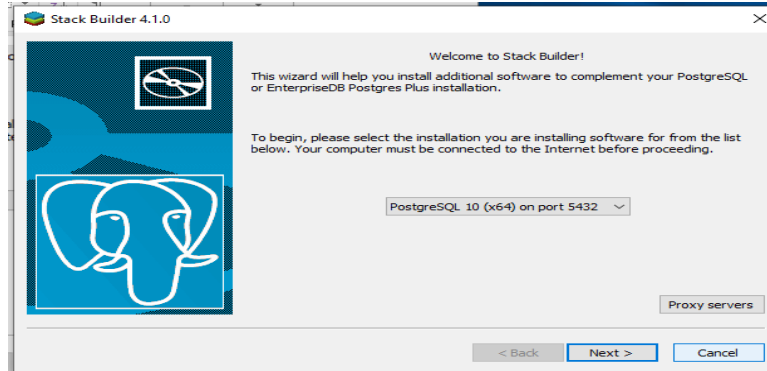 Stack Builder 4.1.0
Welcome to Stack Builder!
This wizard will help you install additional software to complement your PostgreSQL
or EnterpriseDB Postgres Plus installation.
To begin, please select the installation you are installing software for from the list
below. Your computer must be connected to the Internet before proceeding.
PostgreSQL 10 (x64) on port 5432
Proxy servers
< Back Next > Cancel